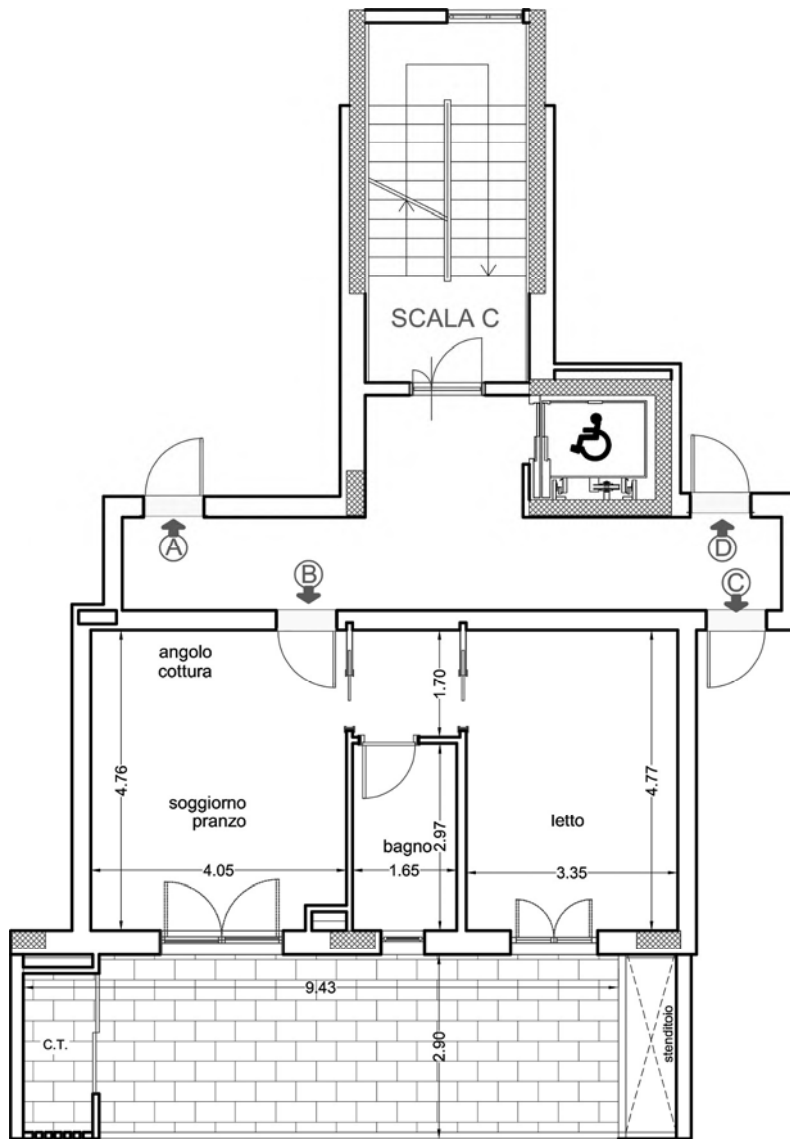 SCALA C
A
D
B
C
angolo
cottura
1.70
4.76
4.77
soggiorno
pranzo
letto
bagno
2.97
4.05
1.65
3.35
9.43
2.90
C.T.
stenditoio